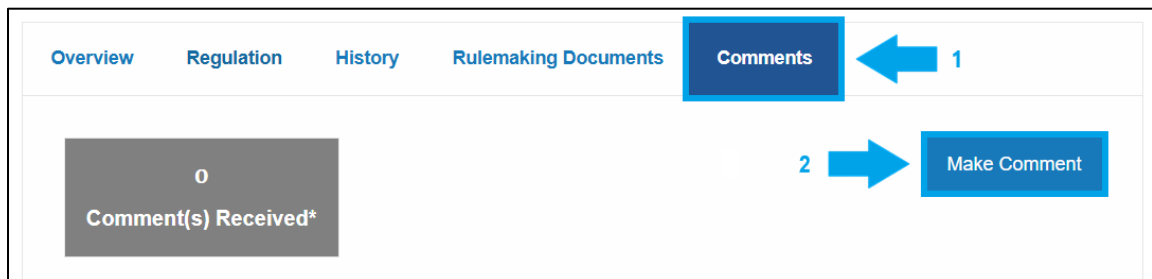 Overview Regulation History Rulemaking Documents Comments 1
0
2 Make Comment
Comment(s) Received*